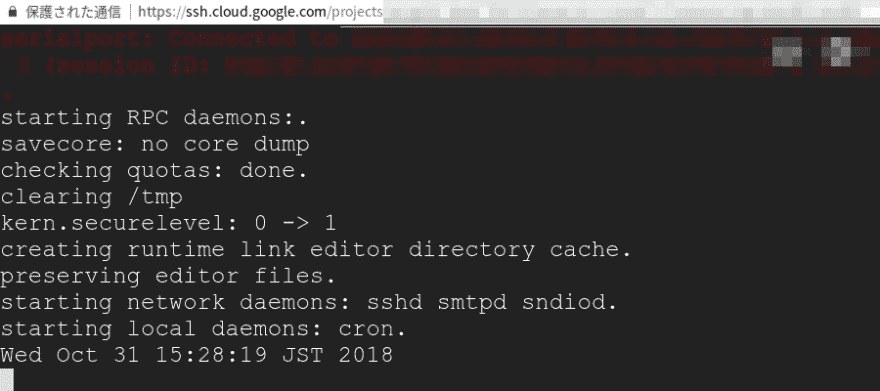 保護された通信 | https://ssh.cloud.google.com/projects
serialport: Connected to
(session ID:
starting RPC daemons:.
savecore: no core dump
checking quotas: done.
clearing /tmp
kern.securelevel: 0 -> 1
creating runtime link editor directory cache.
preserving editor files.
starting network daemons: sshd smtpd sndiod.
starting local daemons: cron.
Wed Oct 31 15:28:19 JST 2018